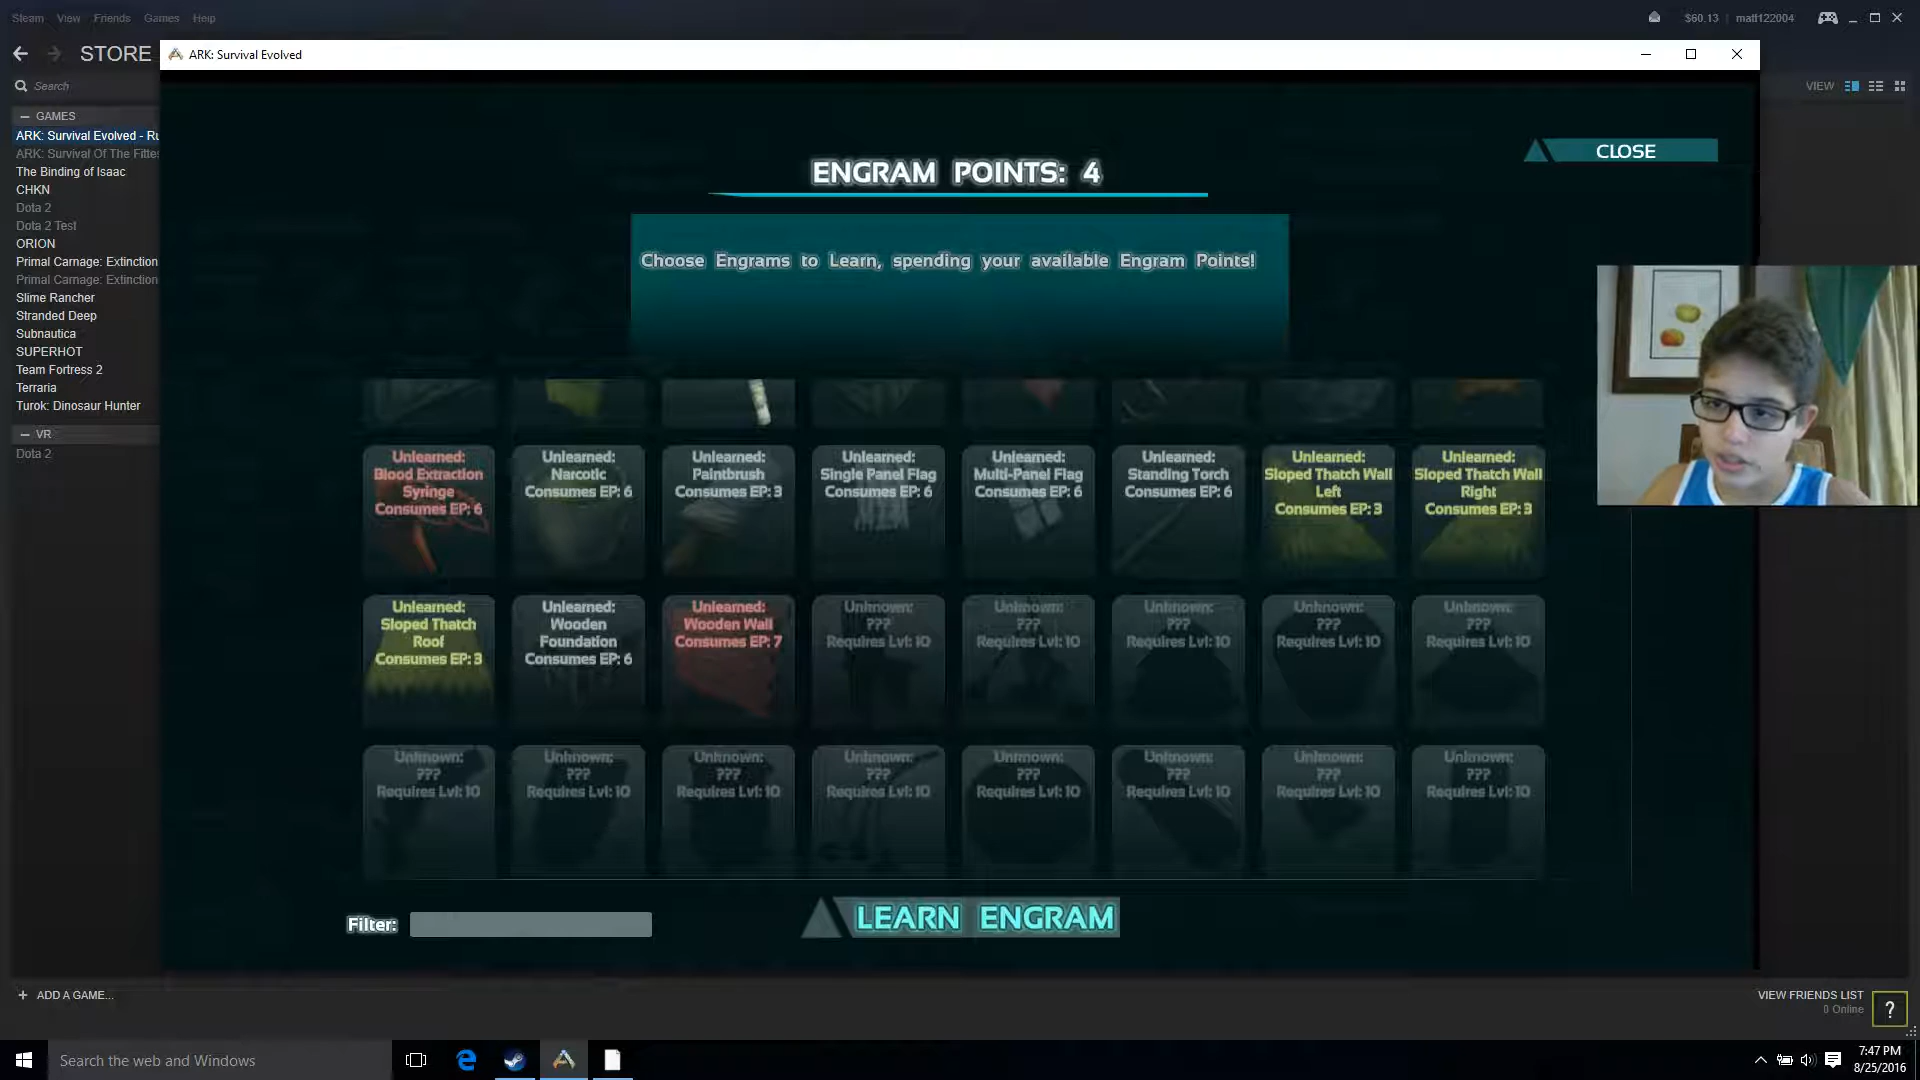 Steam View Friends Games Help
$60.13 matl122004
STORE
ARK: Survival Evolved
Search
VIEW
GAMES
ARK: Survival Evolved - Ru
ARK: Survival Of The Fittes
The Binding of Isaac
CHKN
Dota 2
Dota 2 Test
ORION
Primal Carnage: Extinction
Primal Carnage: Extinction
Slime Rancher
Stranded Deep
Subnautica
SUPERHOT
Team Fortress 2
Terraria
Turok: Dinosaur Hunter
VR
Dota 2
CLOSE
ENGRAM POINTS: 4
Choose Engrams to Learn, spending your available Engram Points!
Unlearned:
Blood Extraction
Syringe
Consumes EP: 6
Unlearned:
Narcotic
Consumes EP: 6
Unlearned:
Paintbrush
Consumes EP: 3
Unlearned:
Single Panel Flag
Consumes EP: 6
Unlearned:
Multi-Panel Flag
Consumes EP: 6
Unlearned:
Standing Torch
Consumes EP: 6
Unlearned:
Sloped Thatch Wall
Left
Consumes EP: 3
Unlearned:
Sloped Thatch Wall
Right
Consumes EP: 3
Unlearned:
Sloped Thatch
Roof
Consumes EP: 3
Unlearned:
Wooden
Foundation
Consumes EP: 6
Unlearned:
Wooden Wall
Consumes EP: 7
Unknown:
???
Requires Lvl: 10
Unknown:
???
Requires Lvl: 10
Unknown:
???
Requires Lvl: 10
Unknown:
???
Requires Lvl: 10
Unknown:
???
Requires Lvl: 10
Unknown:
???
Requires Lvl: 10
Unknown:
???
Requires Lvl: 10
Unknown:
???
Requires Lvl: 10
Unknown:
???
Requires Lvl: 10
Unknown:
???
Requires Lvl: 10
Unknown:
???
Requires Lvl: 10
Unknown:
???
Requires Lvl: 10
Unknown:
???
Requires Lvl: 10
Filter:
LEARN ENGRAM
+ ADD A GAME...
VIEW FRIENDS LIST
0 Online
?
Search the web and Windows
7:47 PM
8/25/2016